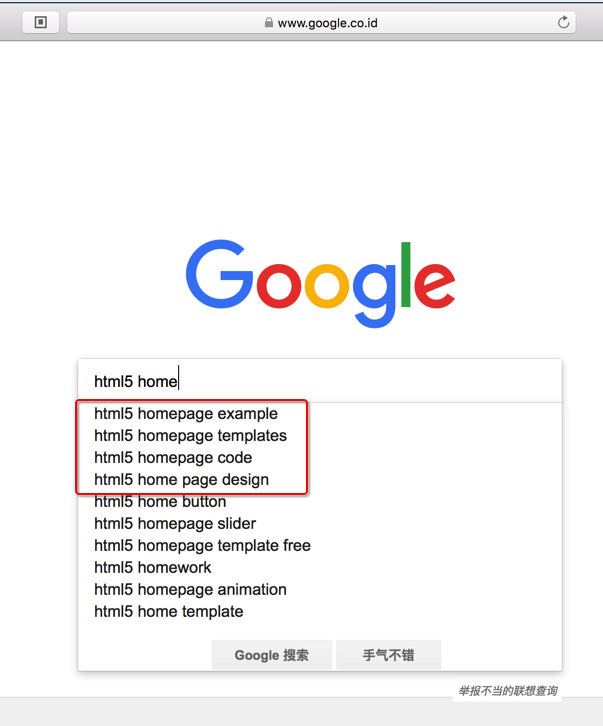 www.google.co.id
Google
html5 home
html5 homepage example
html5 homepage templates
html5 homepage code
html5 home page design
html5 home button
html5 homepage slider
html5 homepage template free
html5 homework
html5 homepage animation
html5 home template
Google 搜索 手气不错
举报不当的联想查询